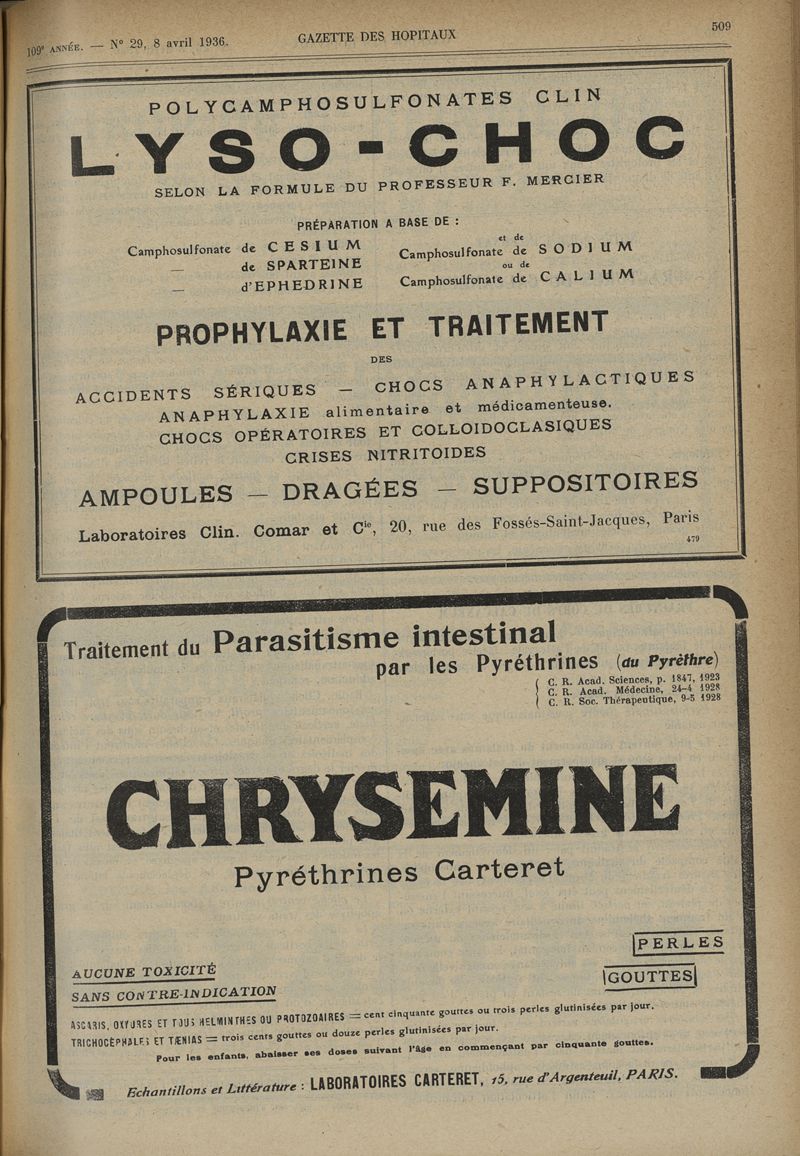 109e ANNÉE. — N° 29, 8 avril 1936.
GAZETTE DES HOPITAUX
509
POLYCAMPHOSULFONATES CLIN
LYSO-CHOC
SELON LA FORMULE DU PROFESSEUR F. MERCIER
PRÉPARATION A BASE DE :
Camphosulfonate de CESIUM
— de SPARTEINE
— d'EPHEDRINE
et de
Camphosulfonate de SODIUM
ou de
Camphosulfonate de CALIUM
PROPHYLAXIE ET TRAITEMENT
DES
ACCIDENTS SÉRIQUES — CHOCS ANAPHYLACTIQUES
ANAPHYLAXIE alimentaire et médicamenteuse.
CHOCS OPÉRATOIRES ET COLLOIDOCLASIQUES
CRISES NITRITOIDES
AMPOULES — DRAGÉES — SUPPOSITOIRES
Laboratoires Clin. Comar et Cie, 20, rue des Fossés-Saint-Jacques, Paris
479
Traitement du Parasitisme intestinal
par les Pyréthrines (du Pyrèthre)
C. R. Acad. Sciences, p. 1847, 1923
C. R. Acad. Médecine, 24-4 1928
C. R. Soc. Thérapeutique, 9-5 1928
CHRYSEMINE
Pyréthrines Carteret
PERLES
AUCUNE TOXICITÉ
GOUTTES
SANS CONTRE-INDICATION
ASCARIS, OXYURES ET TOUS HELMINTHES OU PROTOZOAIRES = cent cinquante gouttes ou trois perles glutinisées par jour.
TRICHOCÉPHALES ET TÆNIAS = trois cents gouttes ou douze perles glutinisées par jour.
Pour les enfants, abaisser ses doses suivant l'âge en commençant par cinquante gouttes.
Echantillons et Littérature : LABORATOIRES CARTERET, 15, rue d'Argenteuil, PARIS.